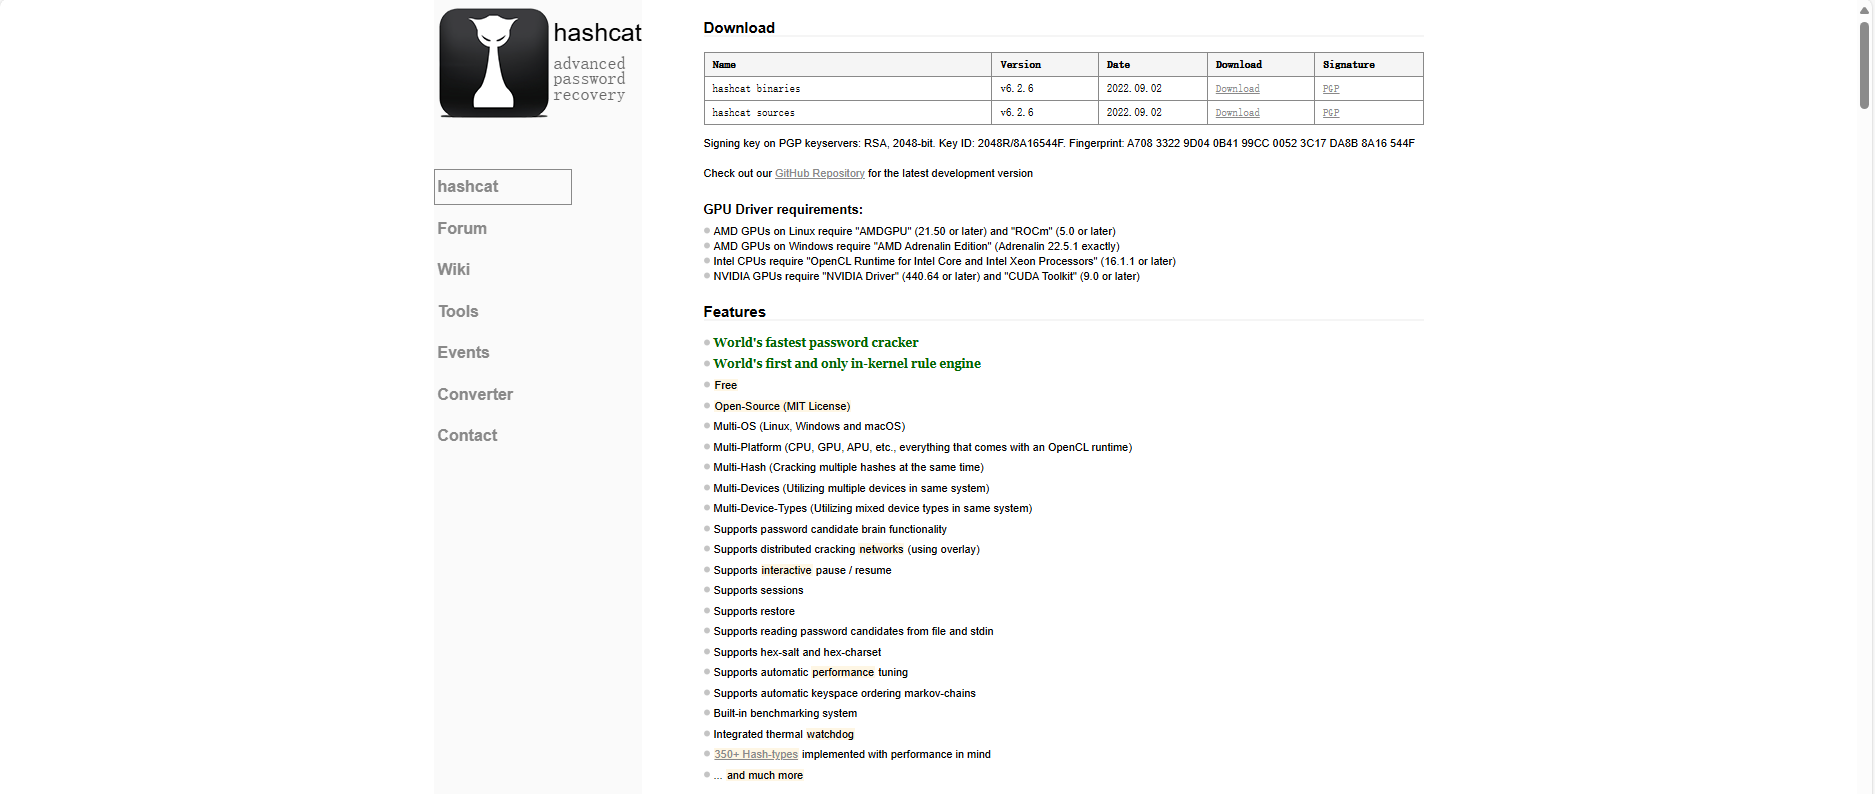 hashcat
advanced
password
recovery
hashcat
Forum
Wiki
Tools
Events
Converter
Contact
Download
Name Version Date Download Signature
hashcat binaries v6.2.6 2022.09.02 Download PGP
hashcat sources v6.2.6 2022.09.02 Download PGP
Signing key on PGP keyservers: RSA, 2048-bit. Key ID: 2048R/8A16544F. Fingerprint: A708 3322 9D04 0B41 99CC 0052 3C17 DA8B 8A16 544F
Check out our GitHub Repository for the latest development version
GPU Driver requirements:
AMD GPUs on Linux require "AMDGPU" (21.50 or later) and "ROCm" (5.0 or later)
AMD GPUs on Windows require "AMD Adrenalin Edition" (Adrenalin 22.5.1 exactly)
Intel CPUs require "OpenCL Runtime for Intel Core and Intel Xeon Processors" (16.1.1 or later)
NVIDIA GPUs require "NVIDIA Driver" (440.64 or later) and "CUDA Toolkit" (9.0 or later)
Features
World's fastest password cracker
World's first and only in-kernel rule engine
Free
Open-Source (MIT License)
Multi-OS (Linux, Windows and macOS)
Multi-Platform (CPU, GPU, APU, etc., everything that comes with an OpenCL runtime)
Multi-Hash (Cracking multiple hashes at the same time)
Multi-Devices (Utilizing multiple devices in same system)
Multi-Device-Types (Utilizing mixed device types in same system)
Supports password candidate brain functionality
Supports distributed cracking networks (using overlay)
Supports interactive pause / resume
Supports sessions
Supports restore
Supports reading password candidates from file and stdin
Supports hex-salt and hex-charset
Supports automatic performance tuning
Supports automatic keyspace ordering markov-chains
Built-in benchmarking system
Integrated thermal watchdog
350+ Hash-types implemented with performance in mind
... and much more